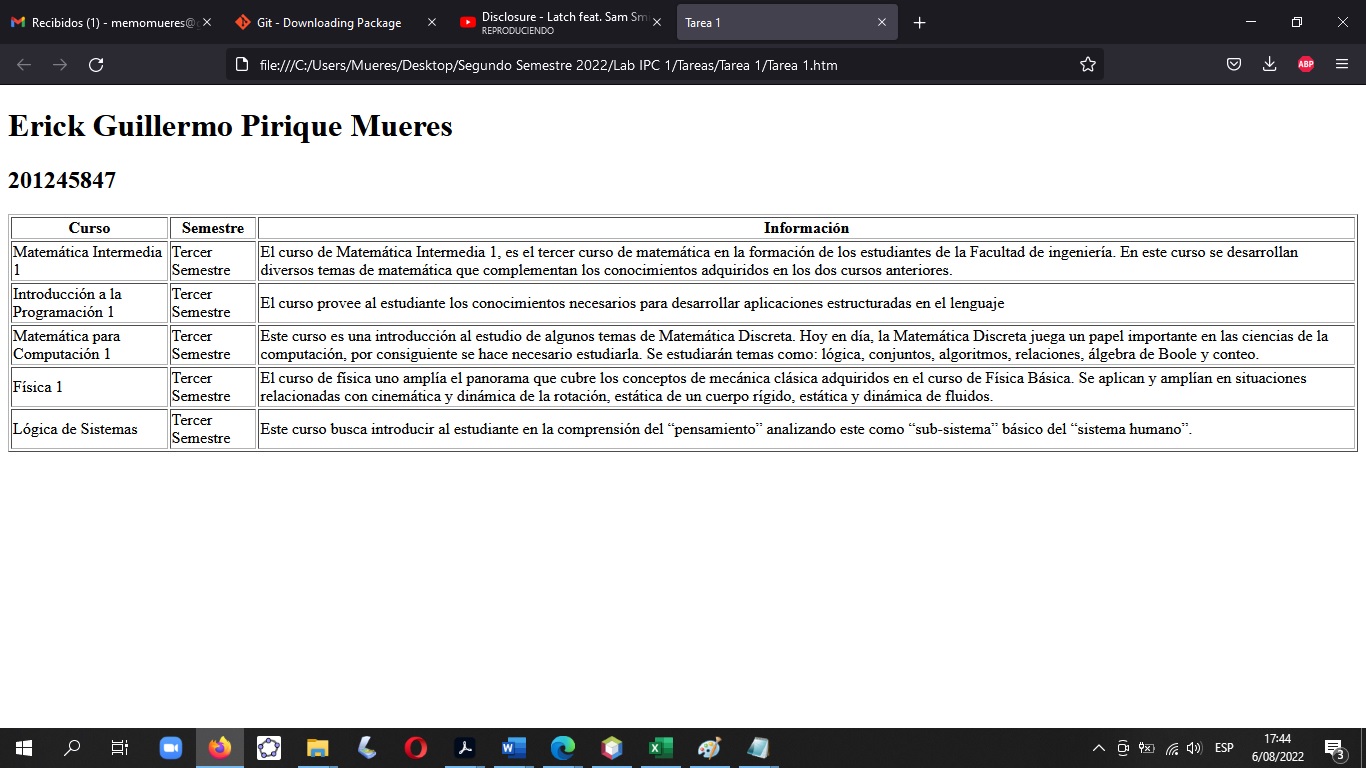 Recibidos (1) - memomueres@
Git - Downloading Package
Disclosure - Latch feat. Sam Sm
REPRODUCIENDO
Tarea 1
file:///C:/Users/Mueres/Desktop/Segundo Semestre 2022/Lab IPC 1/Tareas/Tarea 1/Tarea 1.htm
ABP
Erick Guillermo Pirique Mueres
201245847
Curso Semestre Información
Matemática Intermedia
1
Tercer
Semestre
El curso de Matemática Intermedia 1, es el tercer curso de matemática en la formación de los estudiantes de la Facultad de ingeniería. En este curso se desarrollan
diversos temas de matemática que complementan los conocimientos adquiridos en los dos cursos anteriores.
Introducción a la
Programación 1
Tercer
Semestre
El curso provee al estudiante los conocimientos necesarios para desarrollar aplicaciones estructuradas en el lenguaje
Matemática para
Computación 1
Tercer
Semestre
Este curso es una introducción al estudio de algunos temas de Matemática Discreta. Hoy en día, la Matemática Discreta juega un papel importante en las ciencias de la
computación, por consiguiente se hace necesario estudiarla. Se estudiarán temas como: lógica, conjuntos, algoritmos, relaciones, álgebra de Boole y conteo.
Física 1
Tercer
Semestre
El curso de física uno amplía el panorama que cubre los conceptos de mecánica clásica adquiridos en el curso de Física Básica. Se aplican y amplían en situaciones
relacionadas con cinemática y dinámica de la rotación, estática de un cuerpo rígido, estática y dinámica de fluidos.
Lógica de Sistemas
Tercer
Semestre
Este curso busca introducir al estudiante en la comprensión del “pensamiento” analizando este como “sub-sistema” básico del “sistema humano”.
ESP
17:44
6/08/2022
3